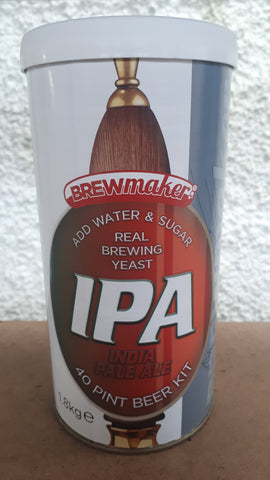 BREWmaker
ADD WATER & SUGAR
REAL
BREWING
YEAST
IPA
INDIA
PALE ALE
40 PINT BEER KIT
1.8kg e